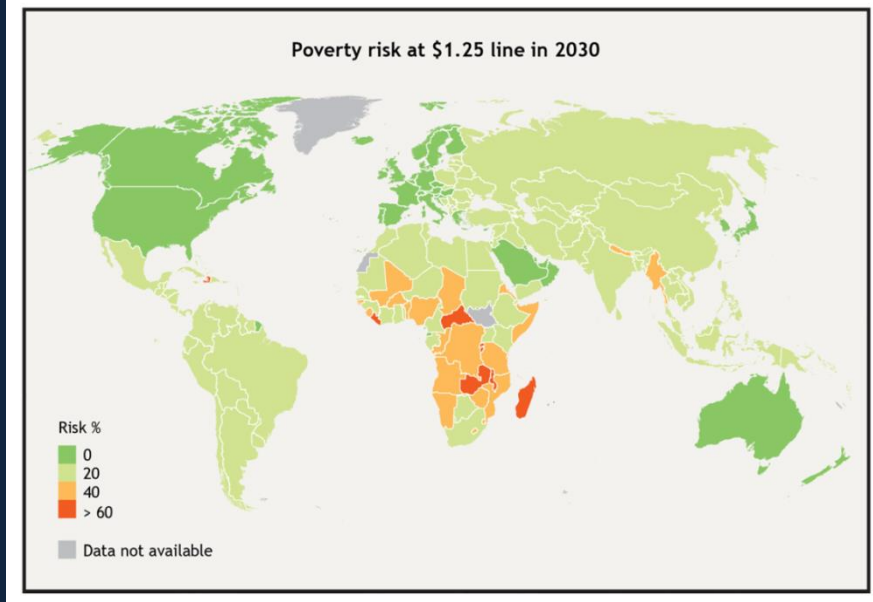 Poverty risk at $1.25 line in 2030
Risk %
0
20
40
> 60
Data not available